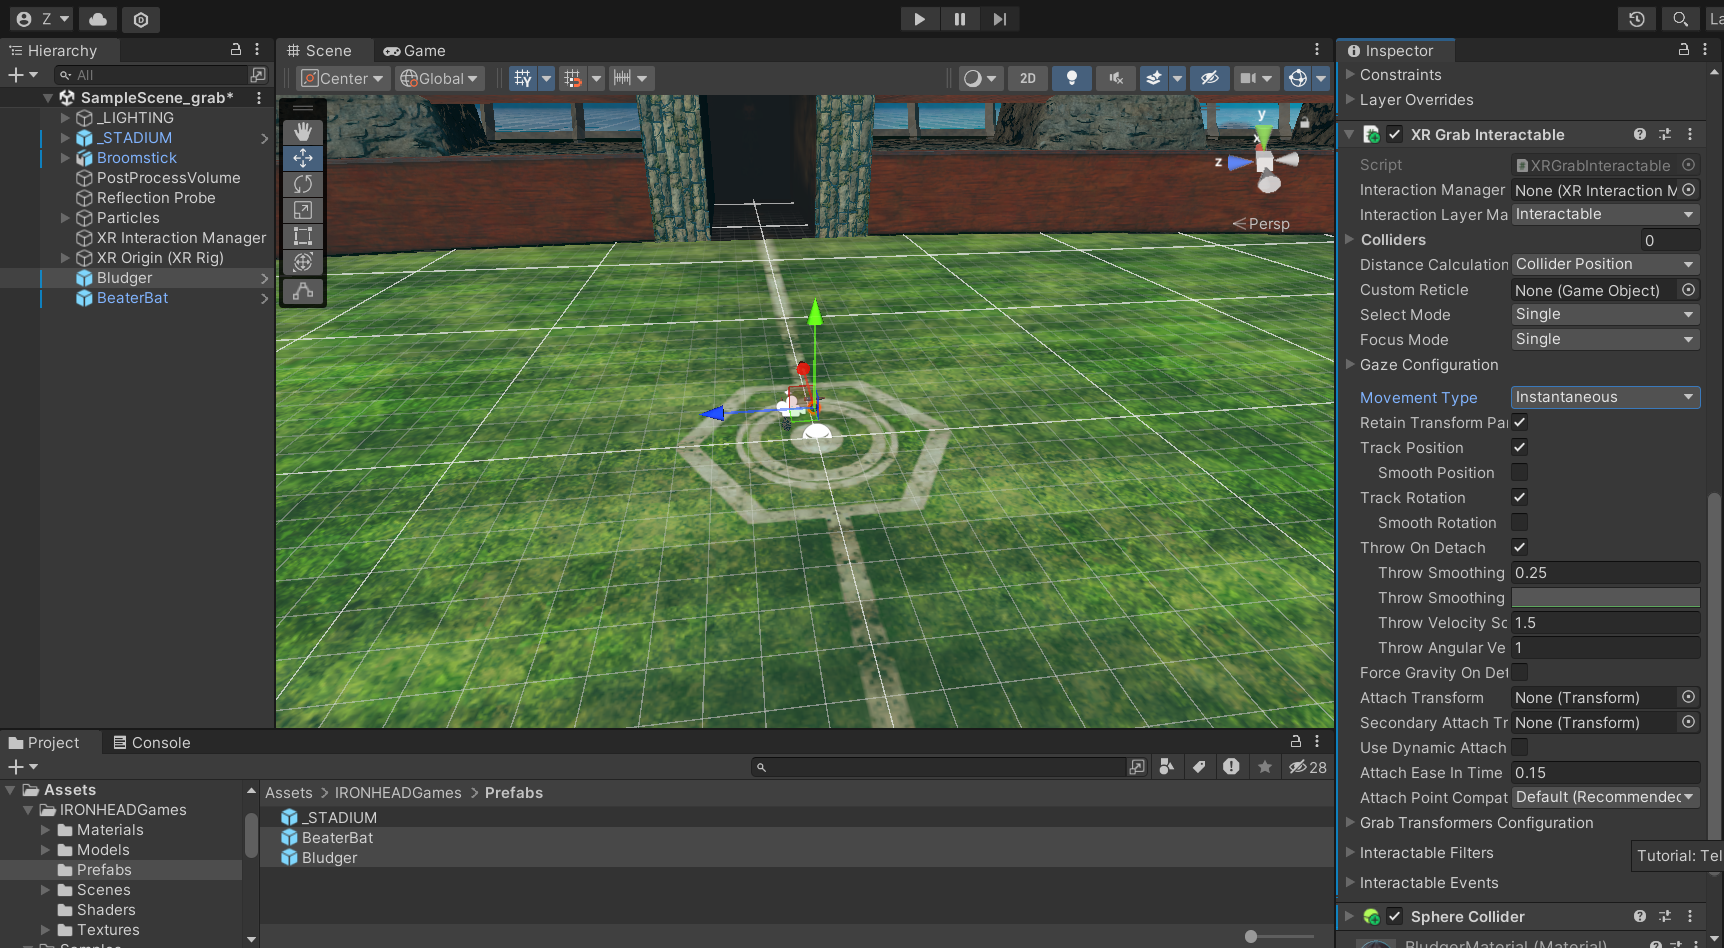 Z
La
Hierarchy
All
SampleScene_grab*
_LIGHTING
_STADIUM
Broomstick
PostProcessVolume
Reflection Probe
Particles
XR Interaction Manager
XR Origin (XR Rig)
Bludger
BeaterBat
Scene
Game
Center
Global
2D
y
x
z
Persp
Inspector
Constraints
Layer Overrides
XR Grab Interactable
Script
XRGrabInteractable
Interaction Manager
None (XR Interaction M
Interaction Layer Ma
Interactable
Colliders
0
Distance Calculation
Collider Position
Custom Reticle
None (Game Object)
Select Mode
Single
Focus Mode
Single
Gaze Configuration
Movement Type
Instantaneous
Retain Transform Pa
Track Position
Smooth Position
Track Rotation
Smooth Rotation
Throw On Detach
Throw Smoothing
0.25
Throw Smoothing
Throw Velocity Sc
1.5
Throw Angular Ve
1
Force Gravity On Det
Attach Transform
None (Transform)
Secondary Attach Tr
None (Transform)
Use Dynamic Attach
Attach Ease In Time
0.15
Attach Point Compat
Default (Recommended
Grab Transformers Configuration
Interactable Filters
Tutorial: Tel
Interactable Events
Sphere Collider
BludgerMaterial (Material)
Project
Console
28
Assets
IRONHEADGames
Materials
Models
Prefabs
Scenes
Shaders
Textures
Samples
Assets > IRONHEADGames > Prefabs
_STADIUM
BeaterBat
Bludger